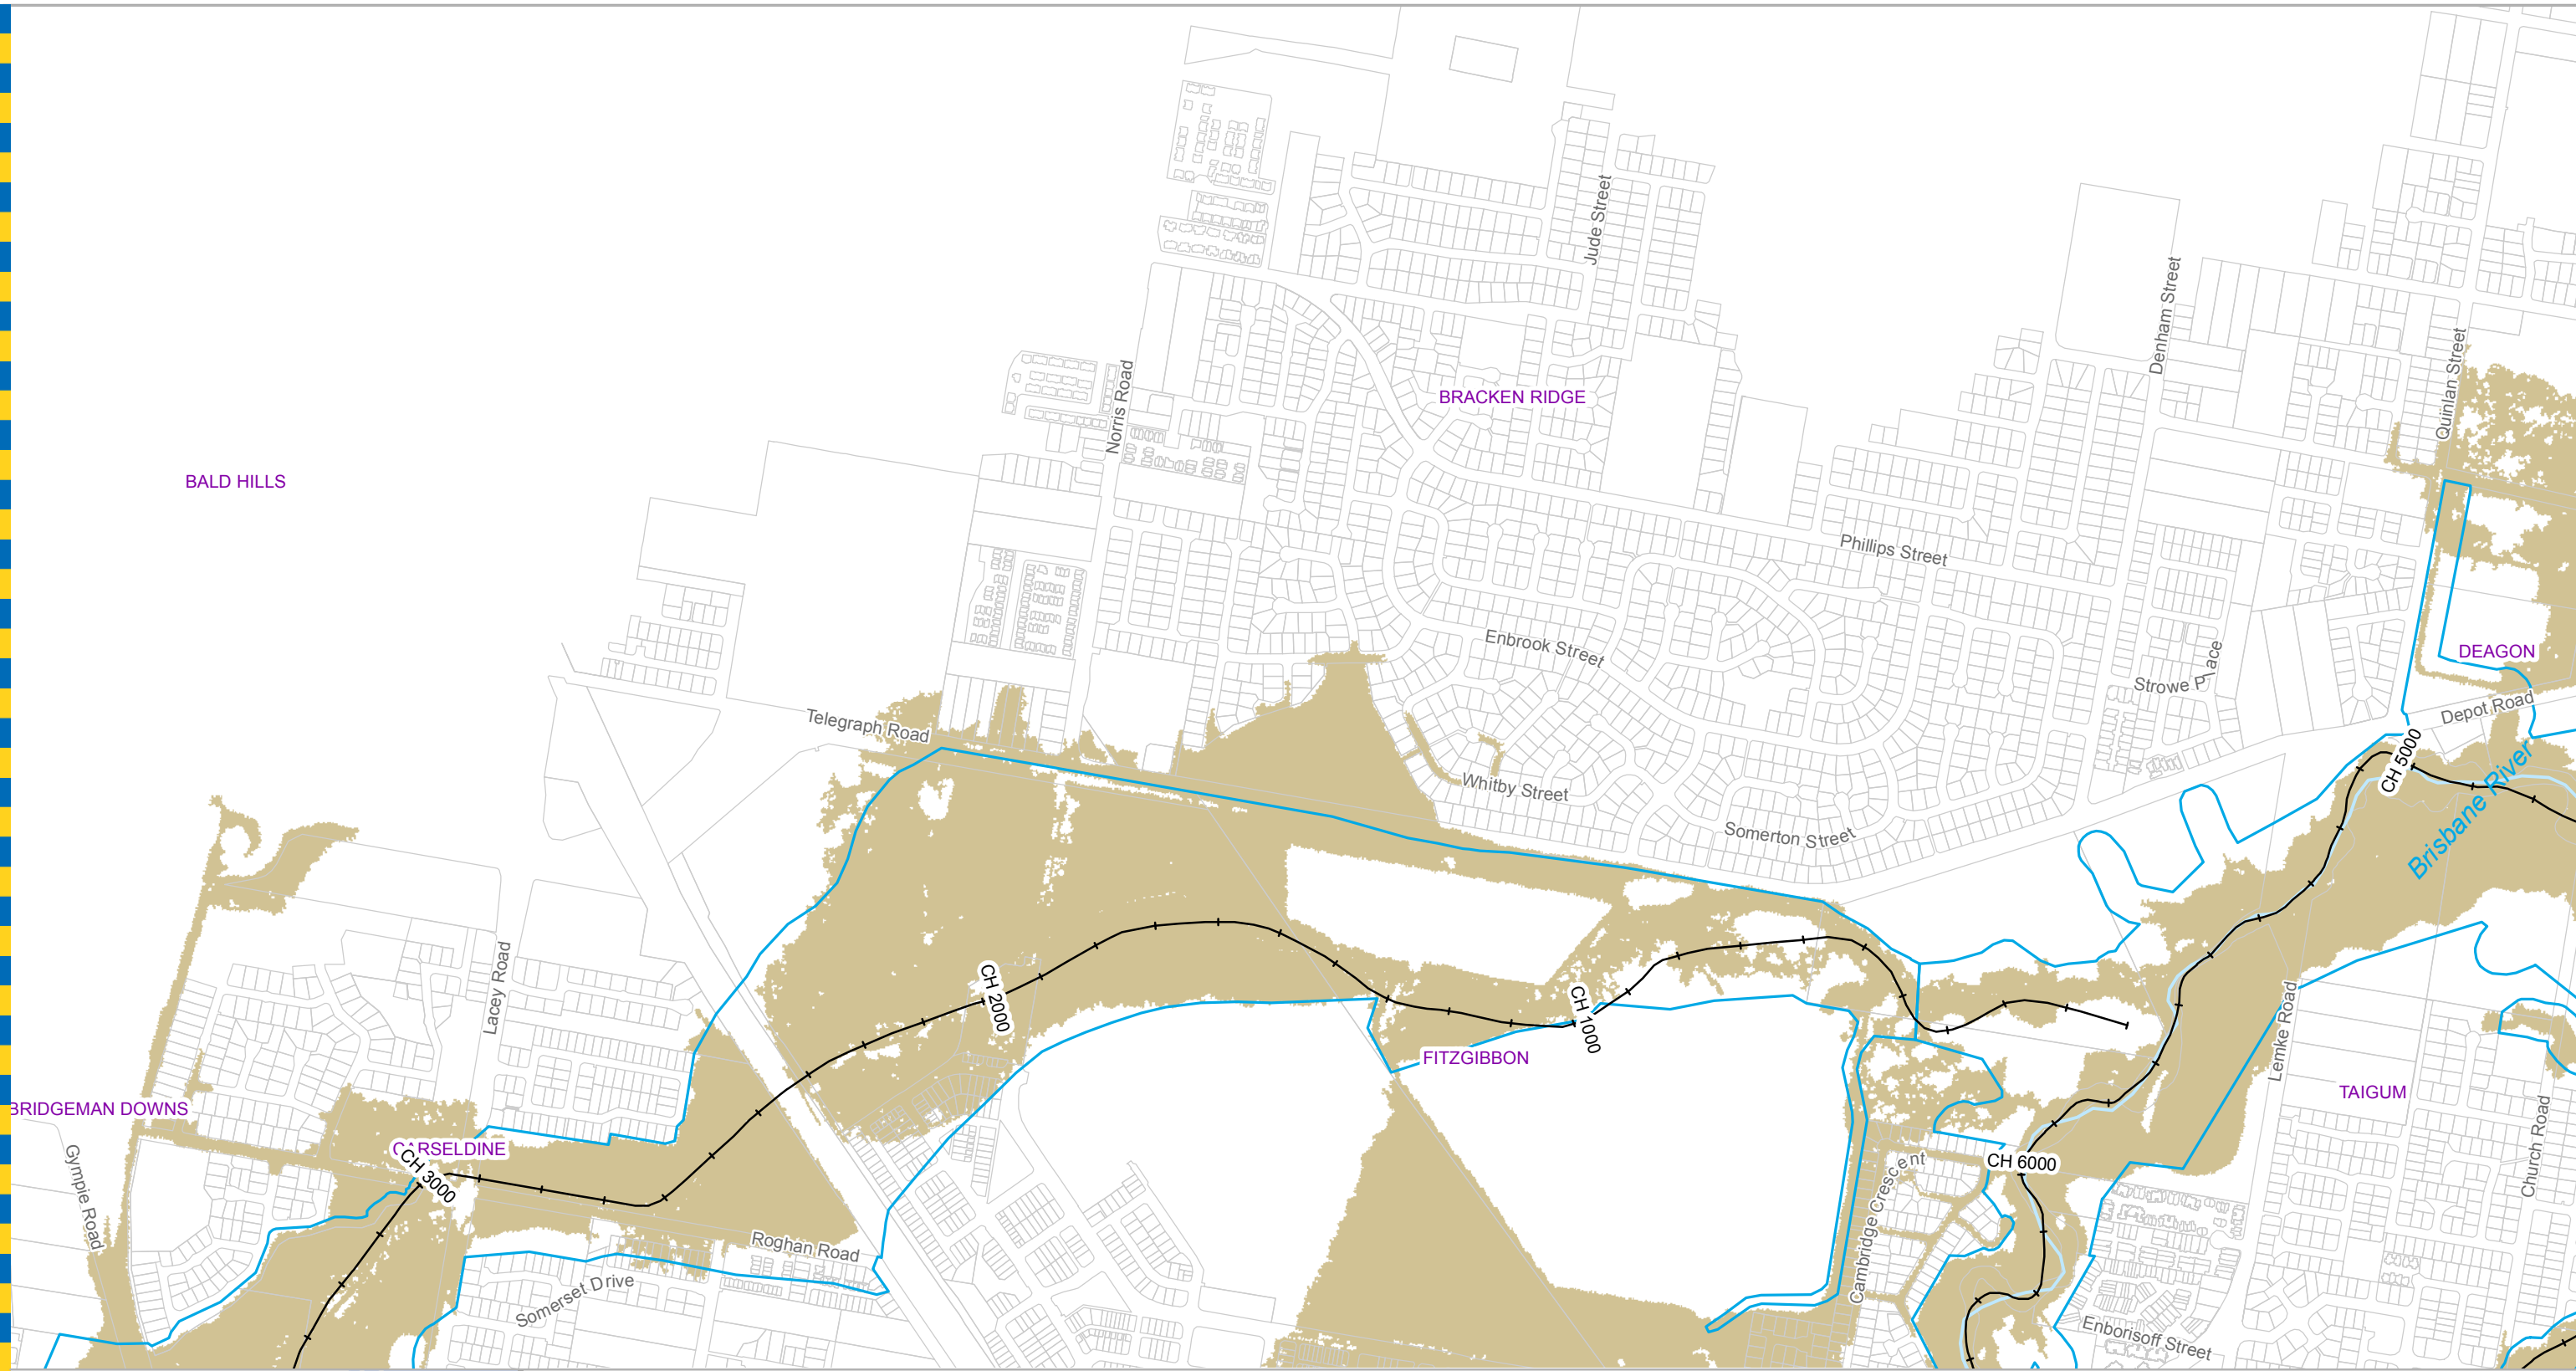 Jude Street
Denham Street
Quinlan Street
Norris Road
BRACKEN RIDGE
BALD HILLS
Phillips Street
Enbrook Street
DEAGON
Strowe Place
Depot Road
Telegraph Road
CH 5000
Brisbane River
Whitby Street
Somerton Street
Lacey Road
CH 2000
CH 1000
FITZGIBBON
Lemke Road
TAIGUM
BRIDGEMAN DOWNS
CARSELDINE
CH 3000
CH 6000
Church Road
Gympie Road
Cambridge Crescent
Roghan Road
Somerset Drive
Enborisoff Street